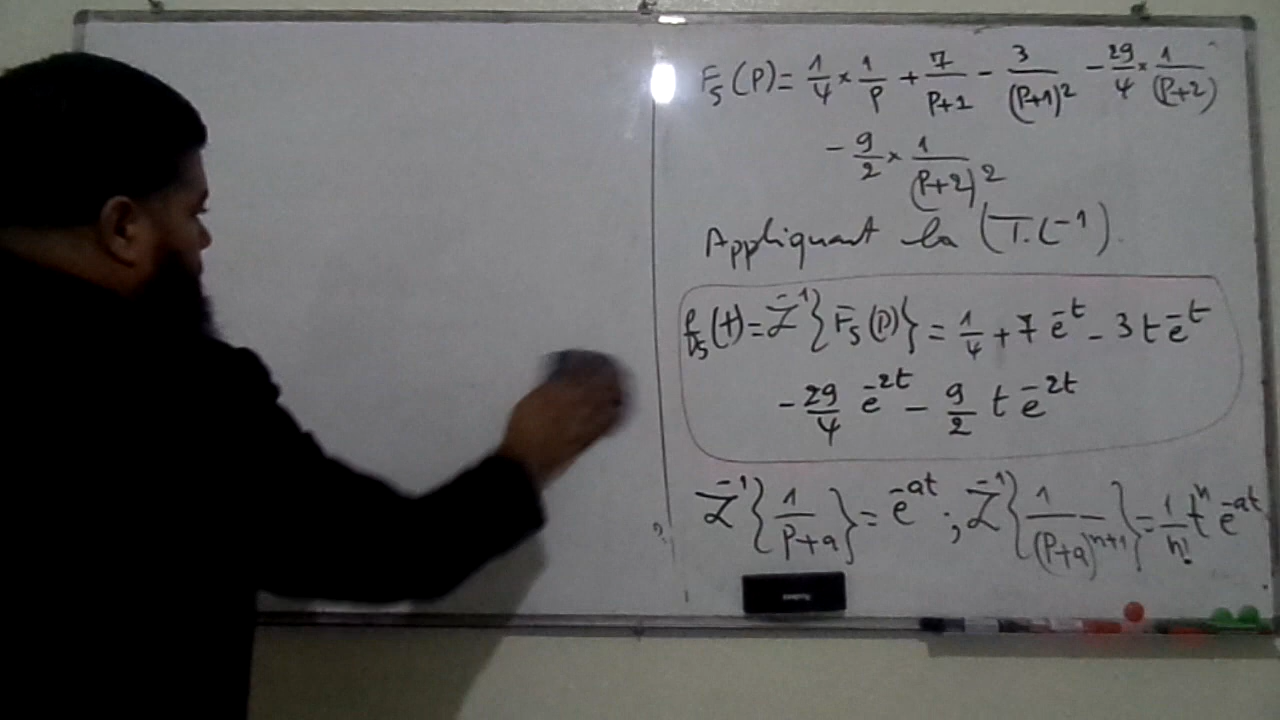 F₅(P) = 1/4 × 1/P + 7/(P+1) − 3/(P+1)² − 29/4 × 1/(P+2)
− 9/2 × 1/(P+2)²
Appliquant la (T.L⁻¹).
f₅(t) = ℒ⁻¹{F₅(P)} = 1/4 + 7 e⁻ᵗ − 3 t e⁻ᵗ
− 29/4 e⁻²ᵗ − 9/2 t e⁻²ᵗ
ℒ⁻¹{1/(P+a)} = e⁻ᵃᵗ ; ℒ⁻¹{1/(P+a)ⁿ⁺¹} = 1/n! tⁿ e⁻ᵃᵗ